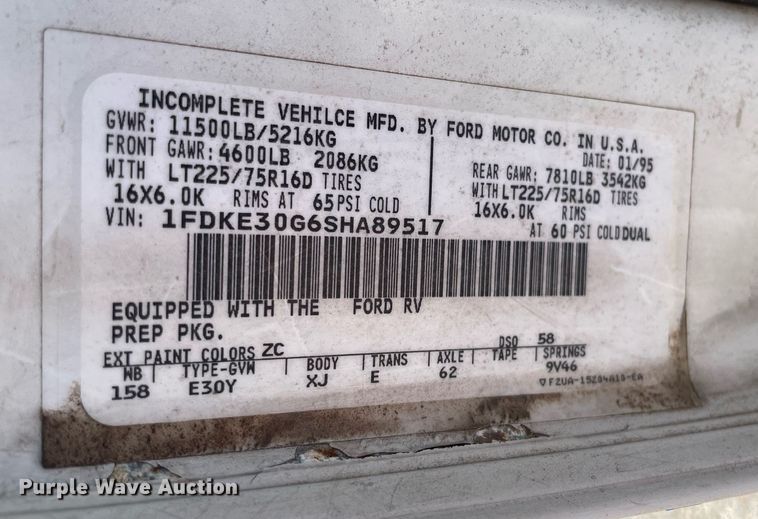 INCOMPLETE VEHILCE MFD. BY FORD MOTOR CO. IN U.S.A.
GVWR: 11500LB/5216KG
DATE: 01/95
FRONT GAWR: 4600LB 2086KG
REAR GAWR: 7810LB 3542KG
WITH LT225/75R16D TIRES
WITH LT225/75R16D TIRES
16X6.0K RIMS AT 65 PSI COLD
16X6.0K RIMS
AT 60 PSI COLD DUAL
VIN: 1FDKE30G6SHA89517
EQUIPPED WITH THE FORD RV
PREP PKG.
EXT PAINT COLORS ZC DSO 58
WB TYPE-GVW BODY TRANS AXLE TAPE SPRINGS
158 E30Y XJ E 62 9V46
▽ F2UA-15204A10-EA
Purple Wave Auction